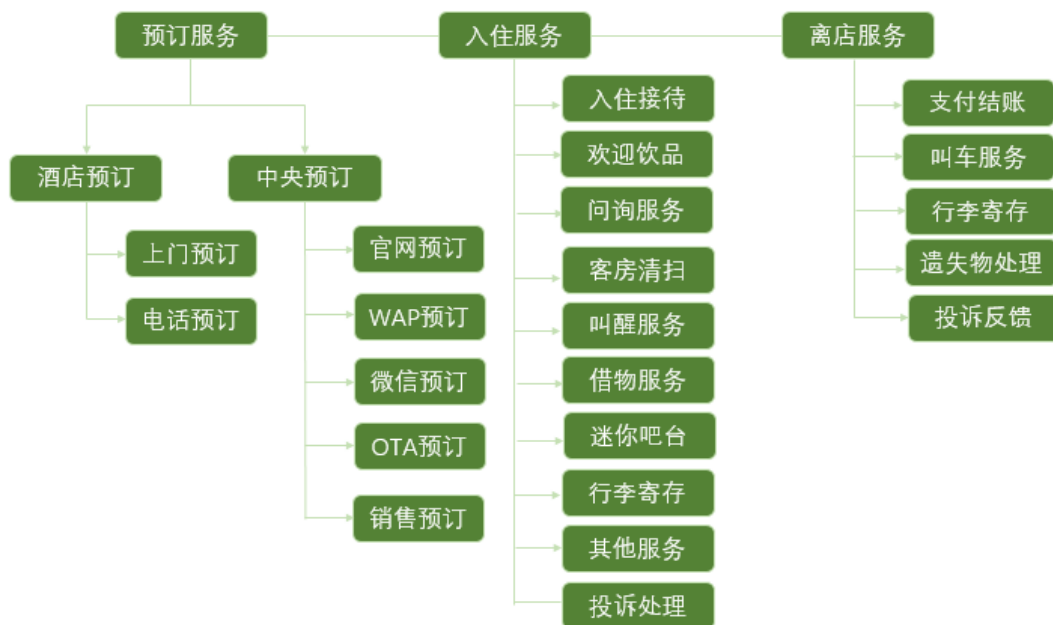 预订服务
入住服务
离店服务
酒店预订
中央预订
上门预订
电话预订
官网预订
WAP预订
微信预订
OTA预订
销售预订
入住接待
欢迎饮品
问询服务
客房清扫
叫醒服务
借物服务
迷你吧台
行李寄存
其他服务
投诉处理
支付结账
叫车服务
行李寄存
遗失物处理
投诉反馈